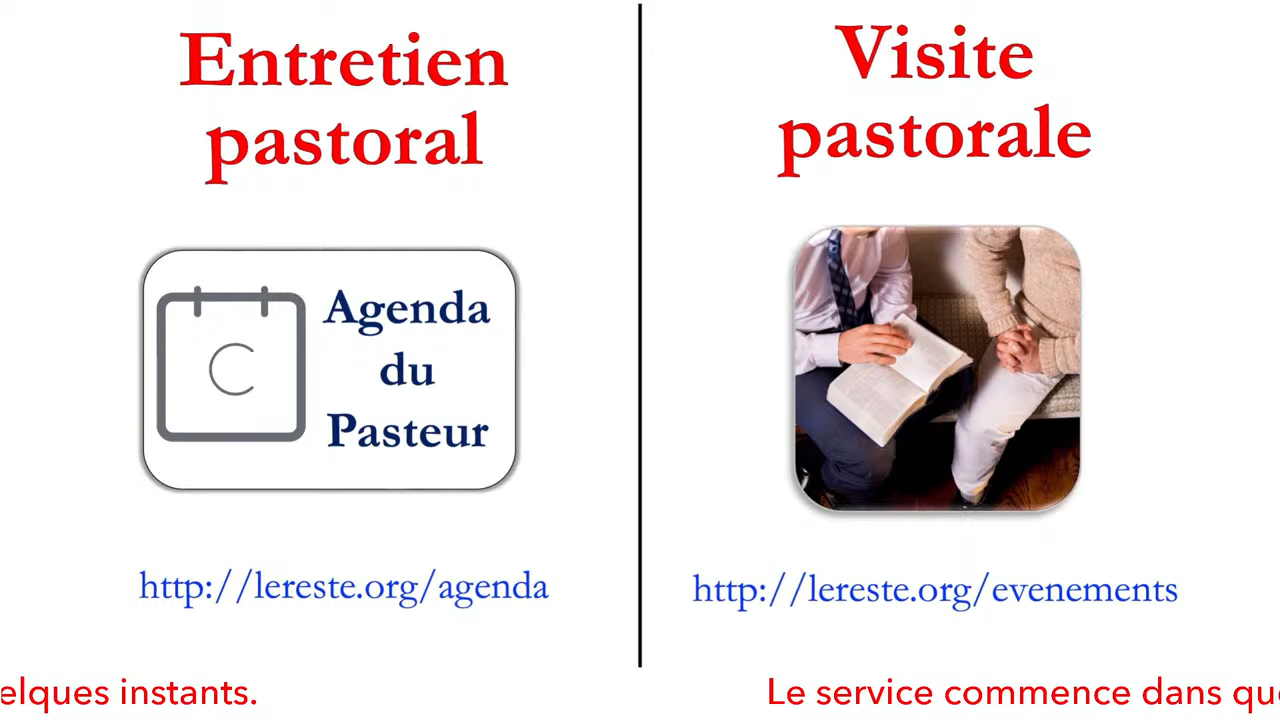 Entretien
pastoral
Agenda
du
Pasteur
http://lereste.org/agenda
Visite
pastorale
http://lereste.org/evenements
elques instants.
Le service commence dans que